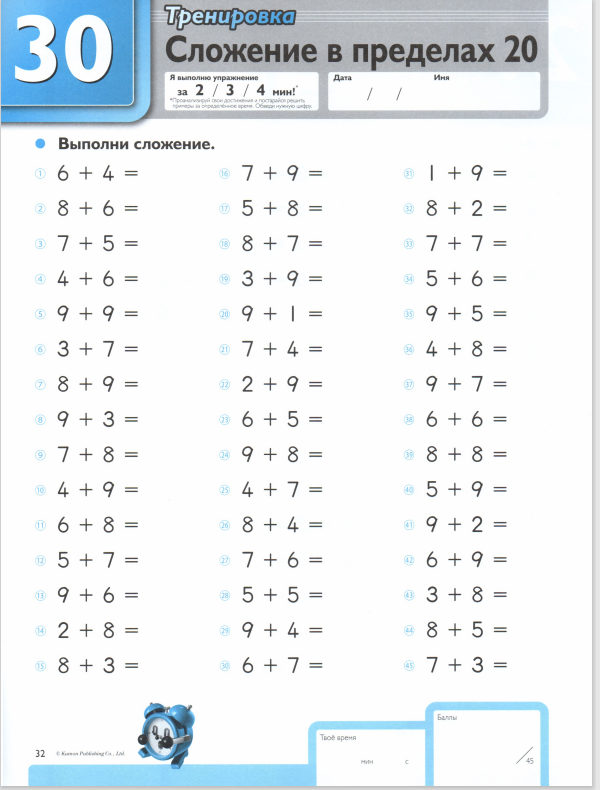 30
Тренировка
Сложение в пределах 20
Я выполню упражнение
за 2 / 3 / 4 мин!*
*Проанализируй свои достижения и постарайся решить
примеры за определённое время. Обведи нужную цифру.
Дата Имя
/ /
Выполни сложение.
1 6 + 4 =
2 8 + 6 =
3 7 + 5 =
4 4 + 6 =
5 9 + 9 =
6 3 + 7 =
7 8 + 9 =
8 9 + 3 =
9 7 + 8 =
10 4 + 9 =
11 6 + 8 =
12 5 + 7 =
13 9 + 6 =
14 2 + 8 =
15 8 + 3 =
16 7 + 9 =
17 5 + 8 =
18 8 + 7 =
19 3 + 9 =
20 9 + 1 =
21 7 + 4 =
22 2 + 9 =
23 6 + 5 =
24 9 + 8 =
25 4 + 7 =
26 8 + 4 =
27 7 + 6 =
28 5 + 5 =
29 9 + 4 =
30 6 + 7 =
31 1 + 9 =
32 8 + 2 =
33 7 + 7 =
34 5 + 6 =
35 9 + 5 =
36 4 + 8 =
37 9 + 7 =
38 6 + 6 =
39 8 + 8 =
40 5 + 9 =
41 9 + 2 =
42 6 + 9 =
43 3 + 8 =
44 8 + 5 =
45 7 + 3 =
32 © Kumon Publishing Co., Ltd.
Твоё время
мин с
Баллы
/ 45